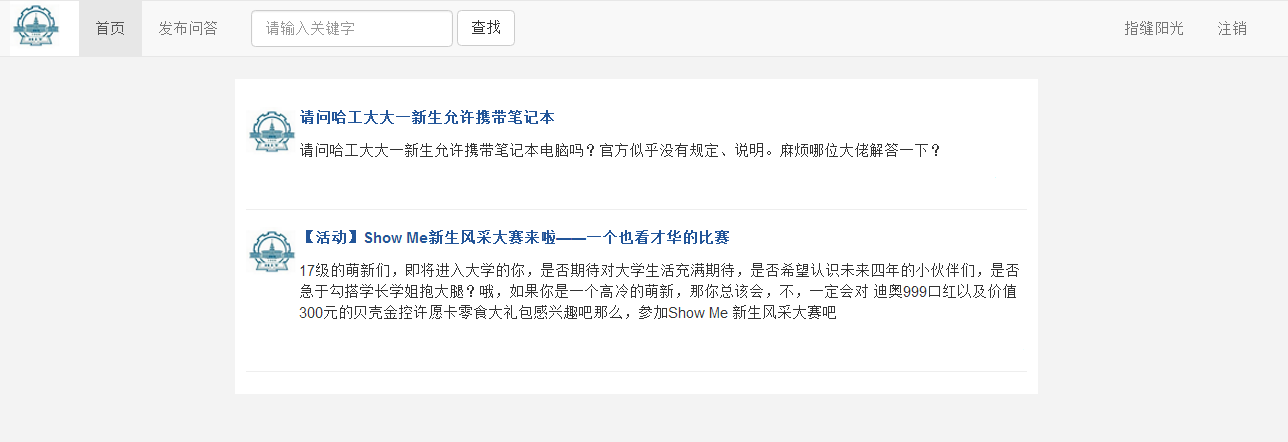 首页 发布问答 请输入关键字 查找 指缝阳光 注销
请问哈工大大一新生允许携带笔记本
请问哈工大大一新生允许携带笔记本电脑吗？官方似乎没有规定、说明。麻烦哪位大佬解答一下？
【活动】Show Me新生风采大赛来啦——一个也看才华的比赛
17级的萌新们，即将进入大学的你，是否期待对大学生活充满期待，是否希望认识未来四年的小伙伴们，是否
急于勾搭学长学姐抱大腿？哦，如果你是一个高冷的萌新，那你总该会，不，一定会对 迪奥999口红以及价值
300元的贝壳金控许愿卡零食大礼包感兴趣吧那么，参加Show Me 新生风采大赛吧